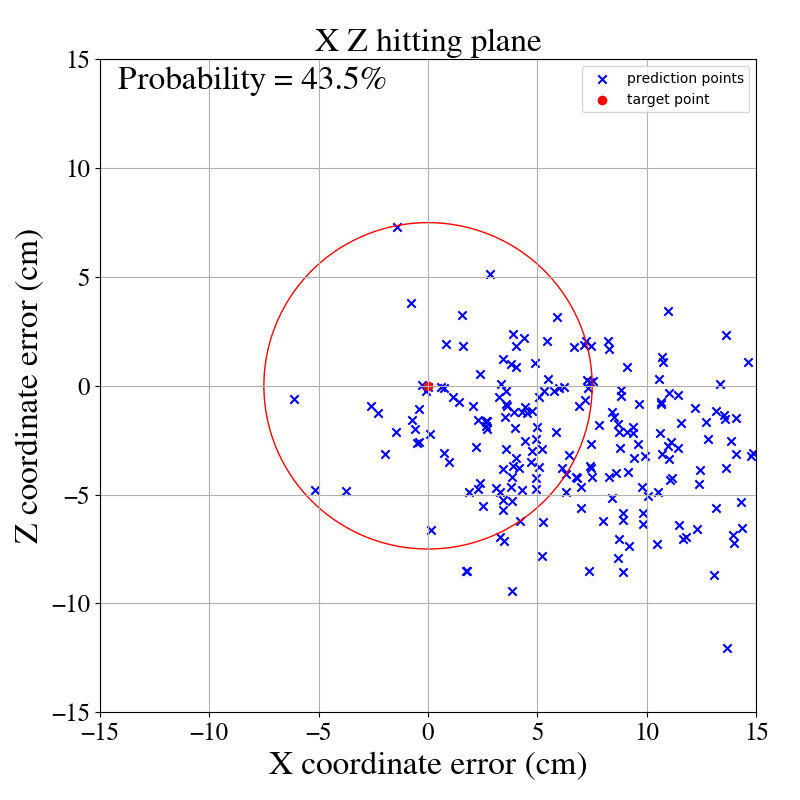 X Z hitting plane
Probability = 43.5%
prediction points
target point
15
10
5
0
−5
−10
−15
−15
−10
−5
0
5
10
15
Z coordinate error (cm)
X coordinate error (cm)